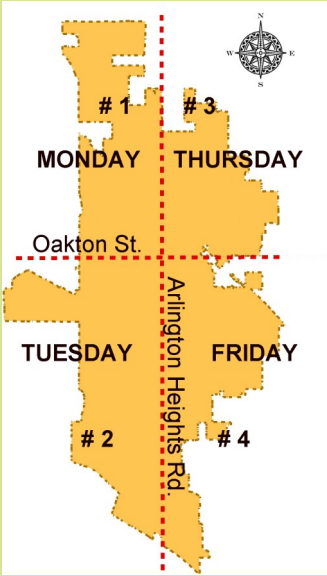 N
W
E
S
# 1
# 3
MONDAY
THURSDAY
Oakton St.
Arlington Heights Rd.
TUESDAY
FRIDAY
# 2
# 4